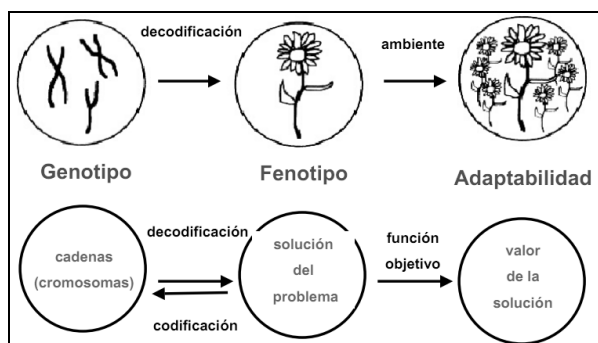 decodificación
ambiente
Genotipo
Fenotipo
Adaptabilidad
cadenas
(cromosomas)
decodificación
codificación
solución
del
problema
función
objetivo
valor
de la
solución